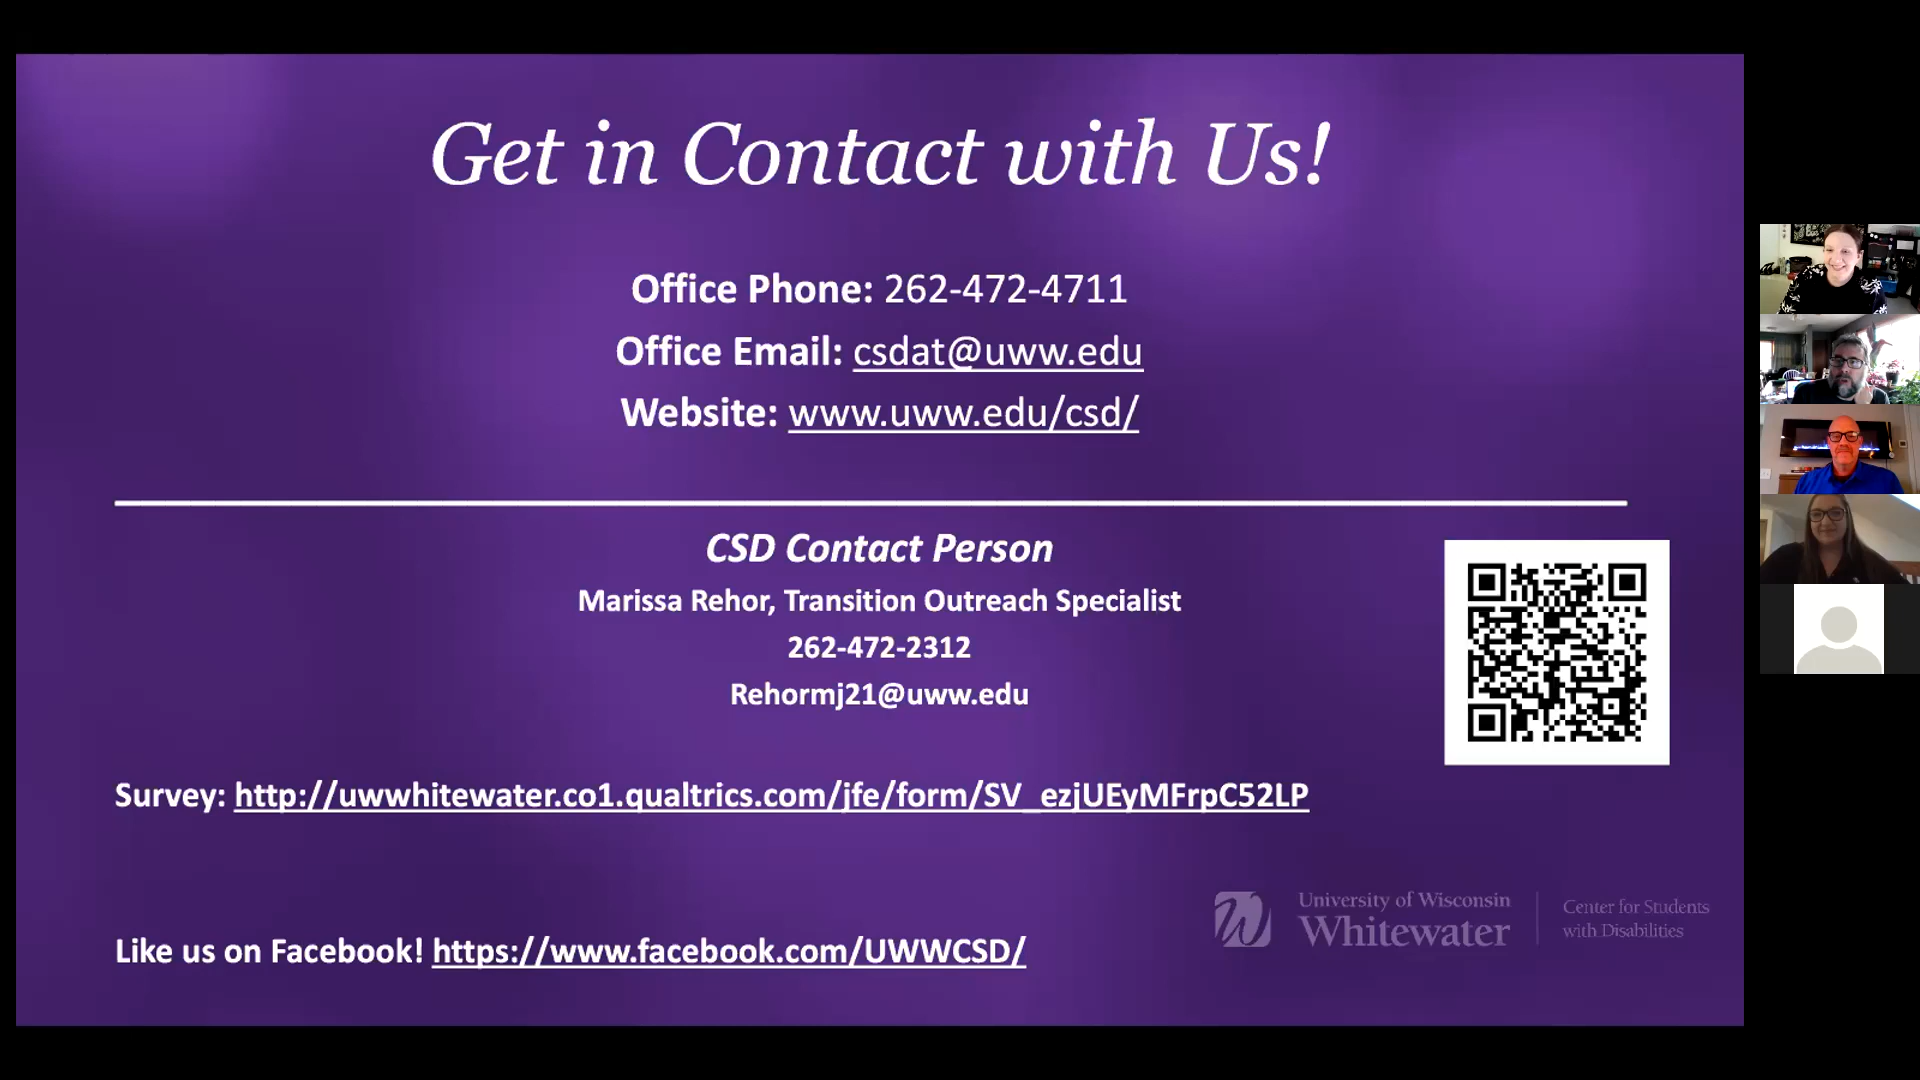 Get in Contact with Us!
Office Phone: 262-472-4711
Office Email: csdat@uww.edu
Website: www.uww.edu/csd/
CSD Contact Person
Marissa Rehor, Transition Outreach Specialist
262-472-2312
Rehormj21@uww.edu
Survey: http://uwwhitewater.co1.qualtrics.com/jfe/form/SV_ezjUEyMFrpC52LP
University of Wisconsin
Whitewater
Center for Students
with Disabilities
Like us on Facebook! https://www.facebook.com/UWWCSD/